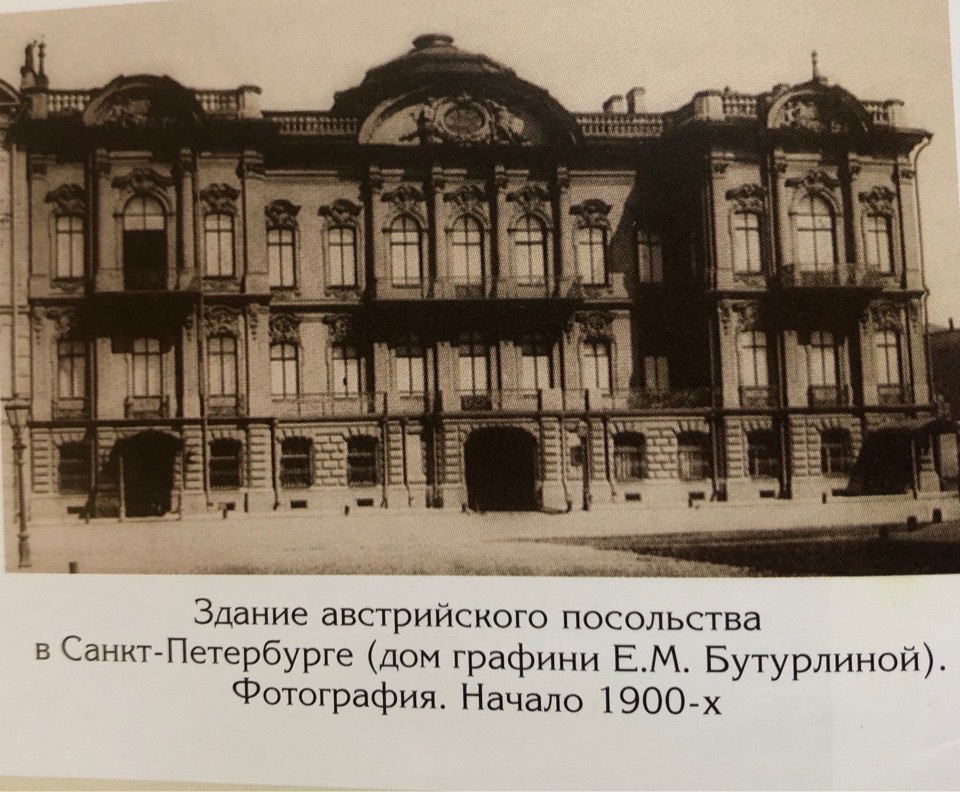 Здание австрийского посольства
в Санкт-Петербурге (дом графини Е.М. Бутурлиной).
Фотография. Начало 1900-х